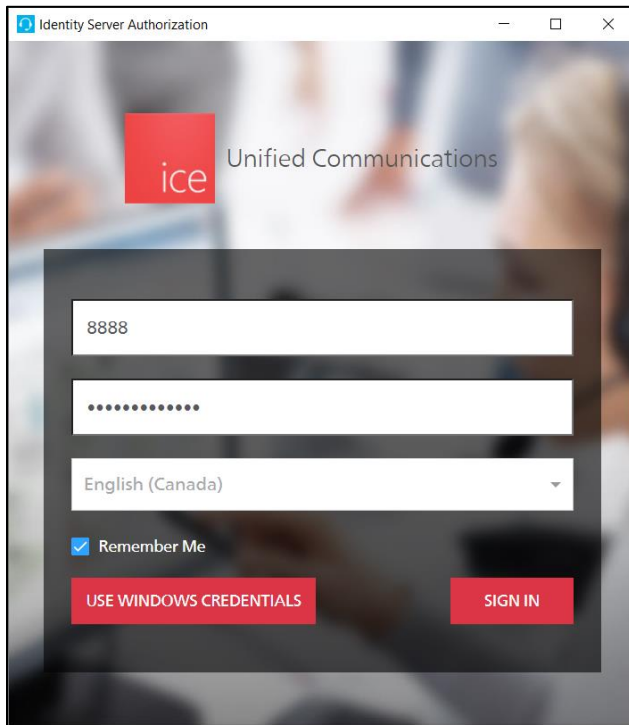 Identity Server Authorization
ice
Unified Communications
8888
•••••••••••••
English (Canada)
Remember Me
USE WINDOWS CREDENTIALS
SIGN IN